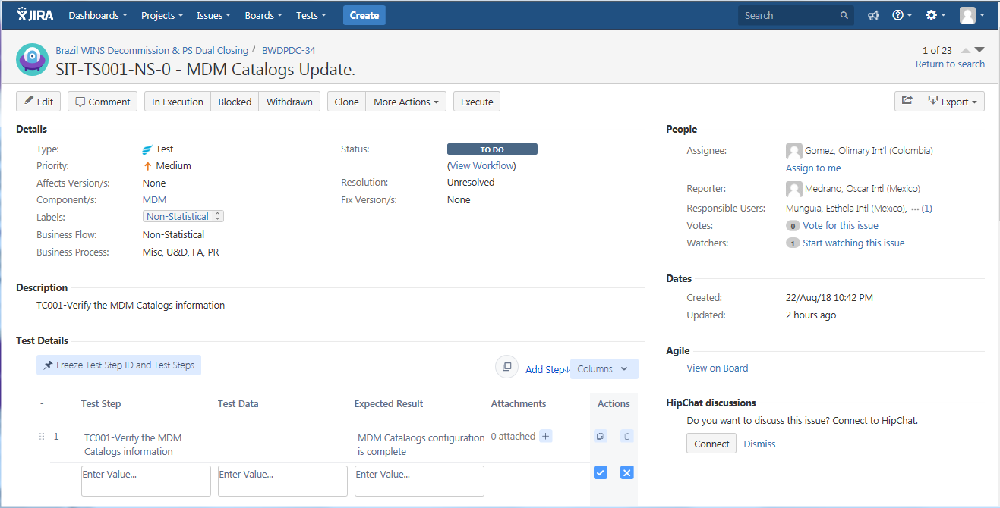 JIRA Dashboards Projects Issues Boards Tests Create Search
Brazil WINS Decommission & PS Dual Closing / BWDPDC-34
1 of 23
SIT-TS001-NS-0 - MDM Catalogs Update.
Return to search
Edit Comment In Execution Blocked Withdrawn Clone More Actions Execute Export
Details
Type: Test
Priority: Medium
Affects Version/s: None
Component/s: MDM
Labels: Non-Statistical
Business Flow: Non-Statistical
Business Process: Misc, U&D, FA, PR
Status: TO DO
(View Workflow)
Resolution: Unresolved
Fix Version/s: None
Description
TC001-Verify the MDM Catalogs information
Test Details
Freeze Test Step ID and Test Steps
Add Step Columns
- Test Step Test Data Expected Result Attachments Actions
1 TC001-Verify the MDM Catalogs information MDM Catalaogs configuration is complete 0 attached +
Enter Value... Enter Value... Enter Value...
People
Assignee: Gomez, Olimary Int'l (Colombia)
Assign to me
Reporter: Medrano, Oscar Intl (Mexico)
Responsible Users: Munguia, Esthela Intl (Mexico), ... (1)
Votes: 0 Vote for this issue
Watchers: 1 Start watching this issue
Dates
Created: 22/Aug/18 10:42 PM
Updated: 2 hours ago
Agile
View on Board
HipChat discussions
Do you want to discuss this issue? Connect to HipChat.
Connect Dismiss